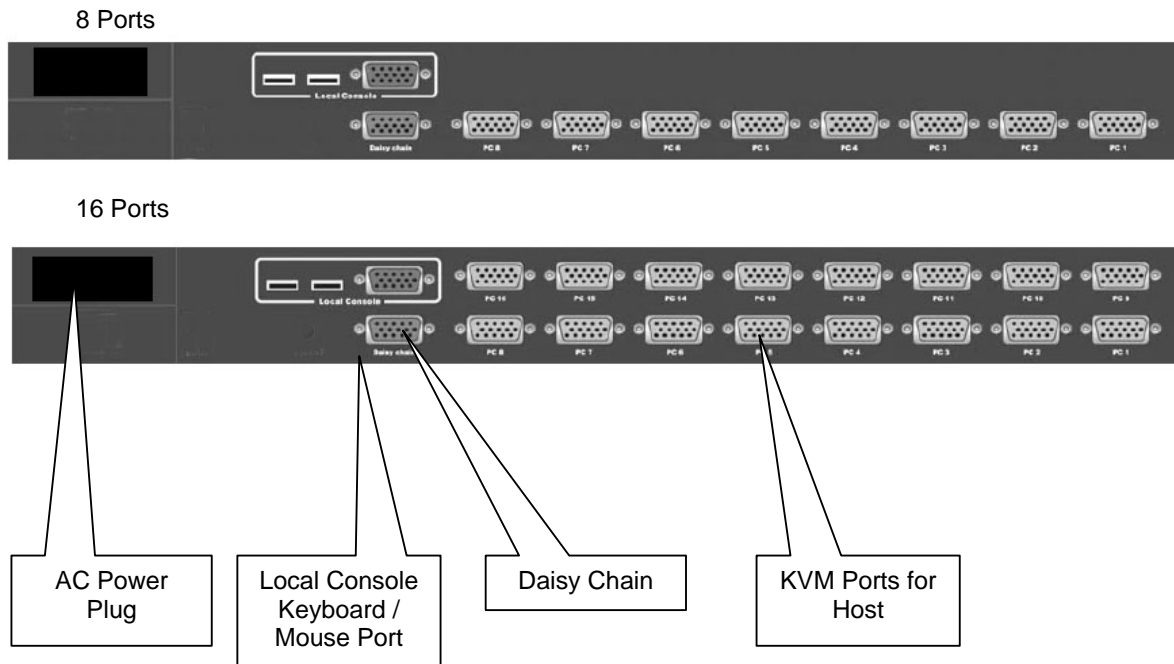 8 Ports
Local Console
Daisy chain PC 8 PC 7 PC 6 PC 5 PC 4 PC 3 PC 2 PC 1
16 Ports
PC 16 PC 15 PC 14 PC 13 PC 12 PC 11 PC 10 PC 9
Local Console
Daisy chain PC 8 PC 7 PC 6 5 PC 4 PC 3 PC 2 PC 1
AC Power
Plug
Local Console
Keyboard /
Mouse Port
Daisy Chain
KVM Ports for
Host